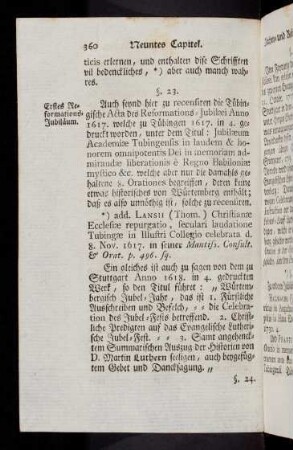 360 Neuntes Capitel.
ticis erlernen, und enthalten dise Schrifften
vil bedenckliches, *) aber auch manch wah-
res.
§. 23.
Erstes Re-
formations-
Jubiläum.
Auch seynd hier zu recensiren die Tübin-
gische Acta des Reformations-Jubilæi Anno
1617. welche zu Tübingen 1617. in 4. ge-
druckt worden, unter dem Titul: Jubilæum
Academiæ Tubingensis in laudem & ho-
norem omnipotentis Dei in memoriam ad-
mirandæ liberationis è Regno Babilonico
mystico &c. welche aber nur die damahls ge-
haltene 8. Orationes begreiffen, deren keine
etwas historisches von Würtemberg enthält;
daß es also unnöthig ist, solche zu recensiren.
*) add. LANSII (Thom.) Christianæ
Ecclesiæ repurgatio, seculari laudatione
Tubingæ in Illustri Collegio celebrata d.
8. Nov. 1617. in seiner Mantiss. Consult.
& Orat. p. 496. sq.
Ein gleiches ist auch zu sagen von dem zu
Stuttgart Anno 1618. in 4. gedruckten
Werck, so den Titul führet: „ Würtem-
bergisch Jubel-Jahr, das ist 1. Fürstliche
Ausschreiben und Befelch, „ die Celebra-
tion des Jubel-Fests betreffend. 2. Christ-
liche Predigten auf das Evangelische Lutheri-
sche Jubel-Fest. „ 3. Samt angehenck-
tem Summarischen Auszug der Historien von
D. Martin Luthern seeligen, auch beygefüg-
tem Gebet und Dancksagung. „
§. 24.